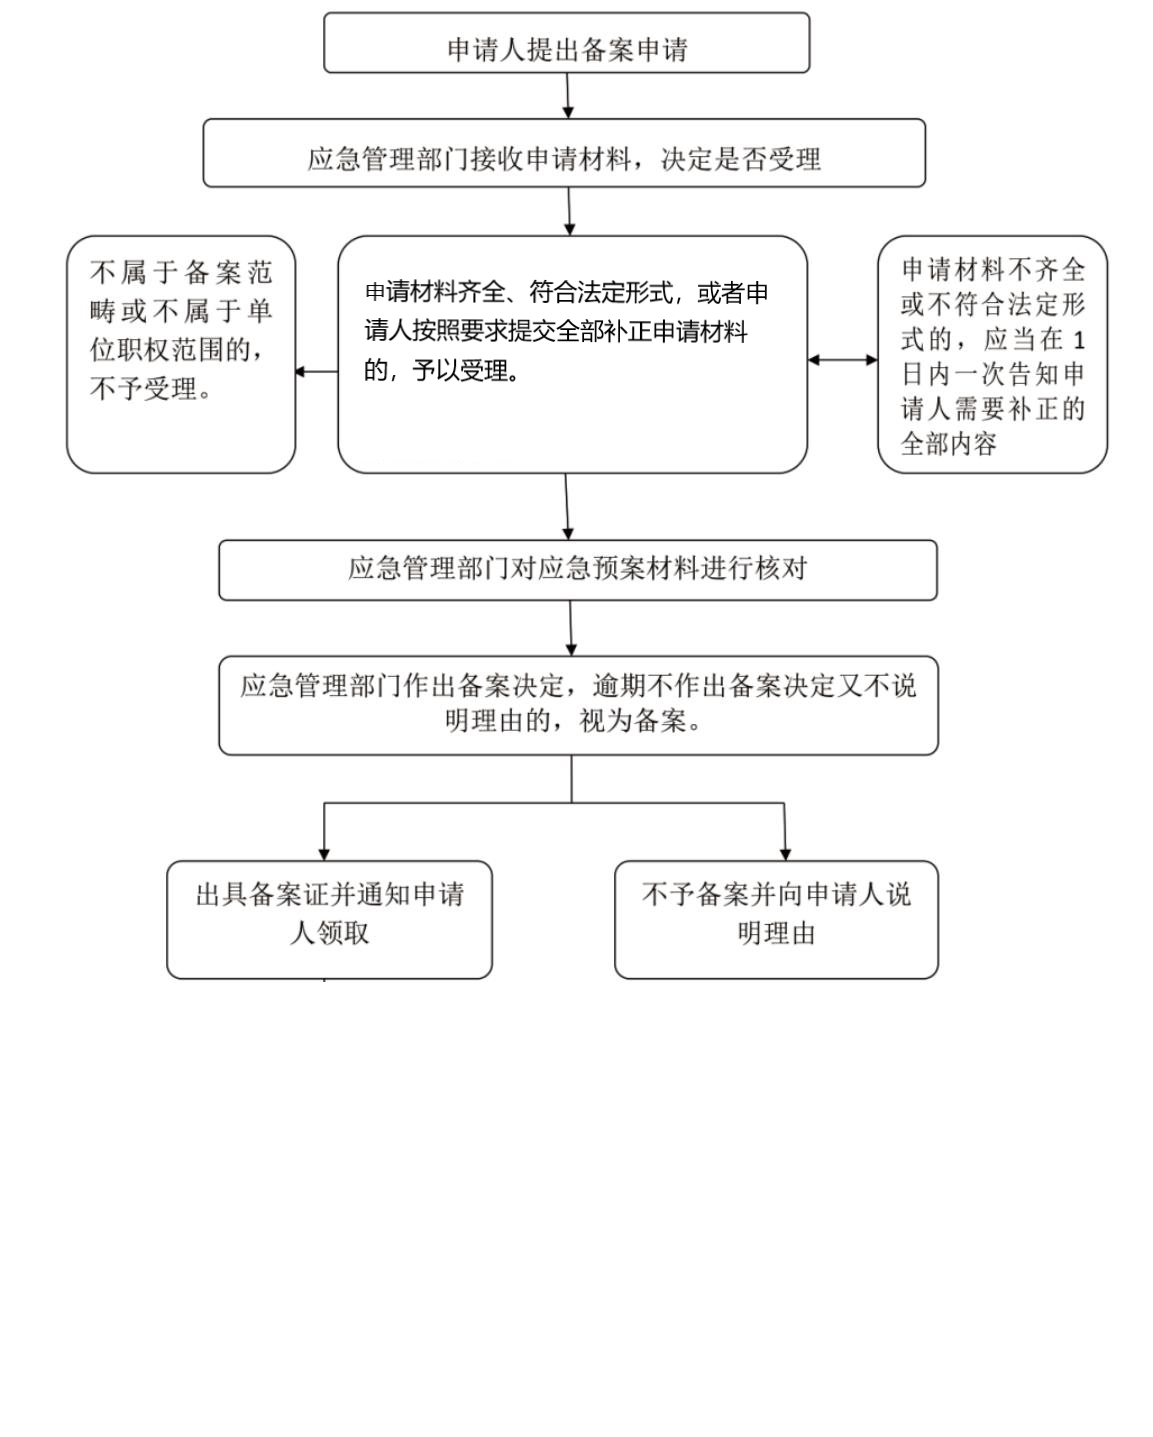 申请人提出备案申请
应急管理部门接收申请材料，决定是否受理
不属于备案范
畴或不属于单
位职权范围的，
不予受理。
申请材料齐全、符合法定形式，或者申
请人按照要求提交全部补正申请材料
的，予以受理。
申请材料不齐全
或不符合法定形
式的，应当在1
日内一次告知申
请人需要补正的
全部内容
应急管理部门对应急预案材料进行核对
应急管理部门作出备案决定，逾期不作出备案决定又不说
明理由的，视为备案。
出具备案证并通知申请
人领取
不予备案并向申请人说
明理由